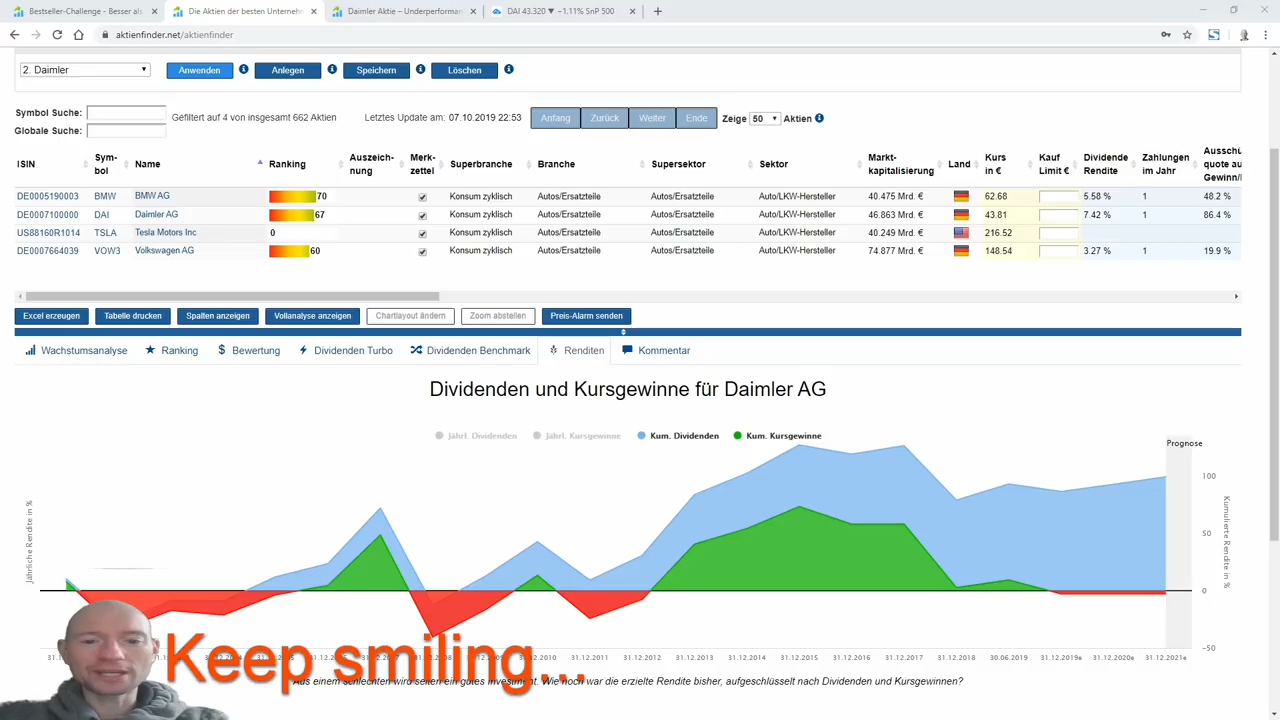 Bestseller-Challenge - Besser als
Die Aktien der besten Unternehm
Daimler Aktie – Underperforman
DAI 43.320 ▼ −1.11% SnP 500
aktienfinder.net/aktienfinder
2. Daimler
Anwenden
Anlegen
Speichern
Löschen
Symbol Suche:
Globale Suche:
Gefiltert auf 4 von insgesamt 662 Aktien
Letztes Update am: 07.10.2019 22:53
Anfang Zurück Weiter Ende
Zeige 50 Aktien
ISIN Sym-bol Name Ranking Auszeich-nung Merk-zettel Superbranche Branche Supersektor Sektor Markt-kapitalisierung Land Kurs in € Kauf Limit € Dividende Rendite Zahlungen im Jahr Ausschü quote au Gewinn/
DE0005190003 BMW BMW AG 70 Konsum zyklisch Autos/Ersatzteile Autos/Ersatzteile Auto/LKW-Hersteller 40.475 Mrd. € 62.68 5.58 % 1 48.2 %
DE0007100000 DAI Daimler AG 67 Konsum zyklisch Autos/Ersatzteile Autos/Ersatzteile Auto/LKW-Hersteller 46.863 Mrd. € 43.81 7.42 % 1 86.4 %
US88160R1014 TSLA Tesla Motors Inc 0 Konsum zyklisch Autos/Ersatzteile Autos/Ersatzteile Auto/LKW-Hersteller 40.249 Mrd. € 216.52
DE0007664039 VOW3 Volkswagen AG 60 Konsum zyklisch Autos/Ersatzteile Autos/Ersatzteile Auto/LKW-Hersteller 74.877 Mrd. € 148.54 3.27 % 1 19.9 %
Excel erzeugen Tabelle drucken Spalten anzeigen Vollanalyse anzeigen Chartlayout ändern Zoom abstellen Preis-Alarm senden
Wachstumsanalyse Ranking Bewertung Dividenden Turbo Dividenden Benchmark Renditen Kommentar
Dividenden und Kursgewinne für Daimler AG
Jährl. Dividenden Jährl. Kursgewinne Kum. Dividenden Kum. Kursgewinne
Prognose
Jährliche Rendite in %
100
50
0
−50
Kumulierte Rendite in %
31.12.2010 31.12.2011 31.12.2012 31.12.2013 31.12.2014 31.12.2015 31.12.2016 31.12.2017 31.12.2018 30.06.2019 31.12.2019e 31.12.2020e 31.12.2021e
Keep smiling...
Aus einem schlechten wird selten ein gutes Investment. Wie hoch war die erzielte Rendite bisher, aufgeschlüsselt nach Dividenden und Kursgewinnen?